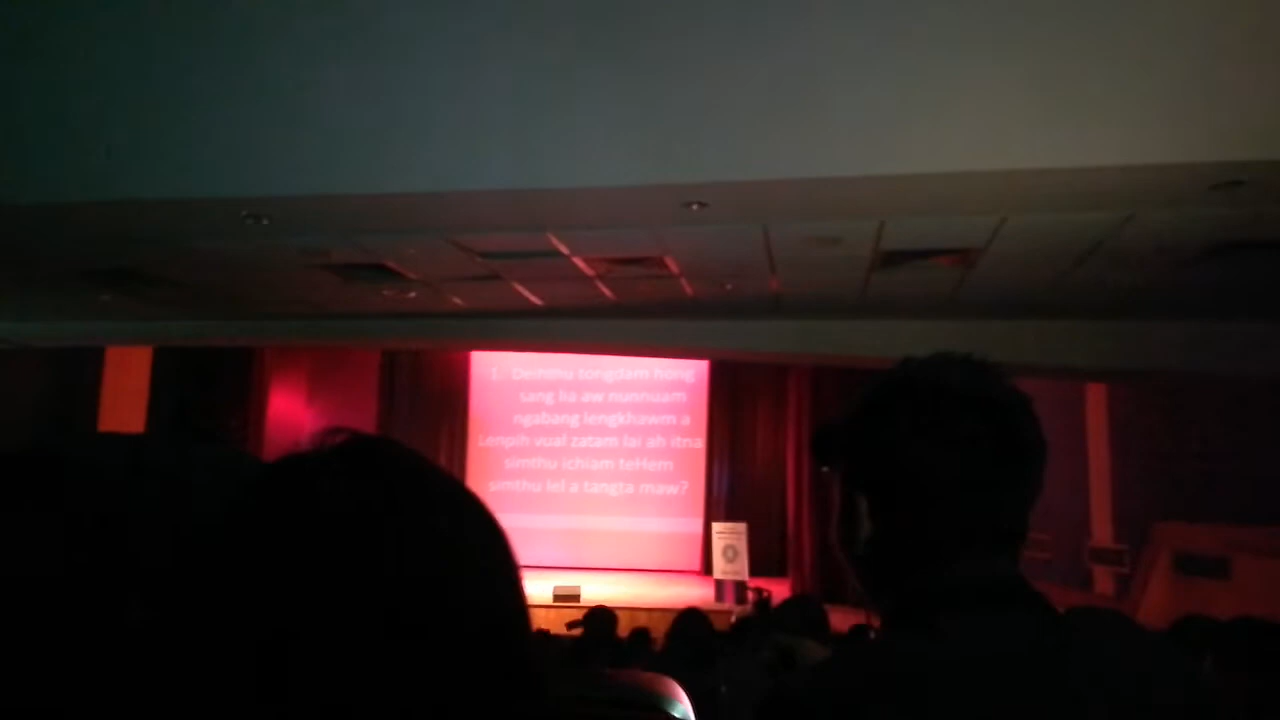 1. Deihthu tongdam hong
sang lia aw nunnuam
ngabang lengkhawm a
Lenpih vual zatam lai ah itna
simthu ichiam teHem
simthu lel a tangta maw?